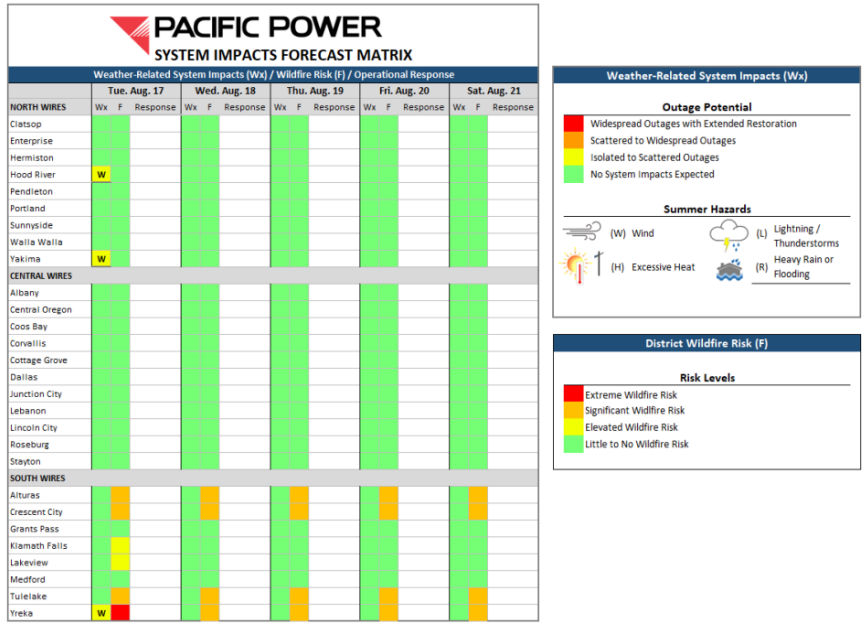 PACIFIC POWER
SYSTEM IMPACTS FORECAST MATRIX
Weather-Related System Impacts (Wx) / Wildfire Risk (F) / Operational Response
Tue. Aug. 17 Wed. Aug. 18 Thu. Aug. 19 Fri. Aug. 20 Sat. Aug. 21
NORTH WIRES Wx F Response Wx F Response Wx F Response Wx F Response Wx F Response
Clatsop
Enterprise
Hermiston
Hood River W
Pendleton
Portland
Sunnyside
Walla Walla
Yakima W
CENTRAL WIRES
Albany
Central Oregon
Coos Bay
Corvallis
Cottage Grove
Dallas
Junction City
Lebanon
Lincoln City
Roseburg
Stayton
SOUTH WIRES
Alturas
Crescent City
Grants Pass
Klamath Falls
Lakeview
Medford
Tulelake
Yreka W
Weather-Related System Impacts (Wx)
Outage Potential
Widespread Outages with Extended Restoration
Scattered to Widespread Outages
Isolated to Scattered Outages
No System Impacts Expected
Summer Hazards
(W) Wind
(L) Lightning /
Thunderstorms
(H) Excessive Heat
(R) Heavy Rain or
Flooding
District Wildfire Risk (F)
Risk Levels
Extreme Wildfire Risk
Significant Widlfire Risk
Elevated Wildfire Risk
Little to No Wildfire Risk